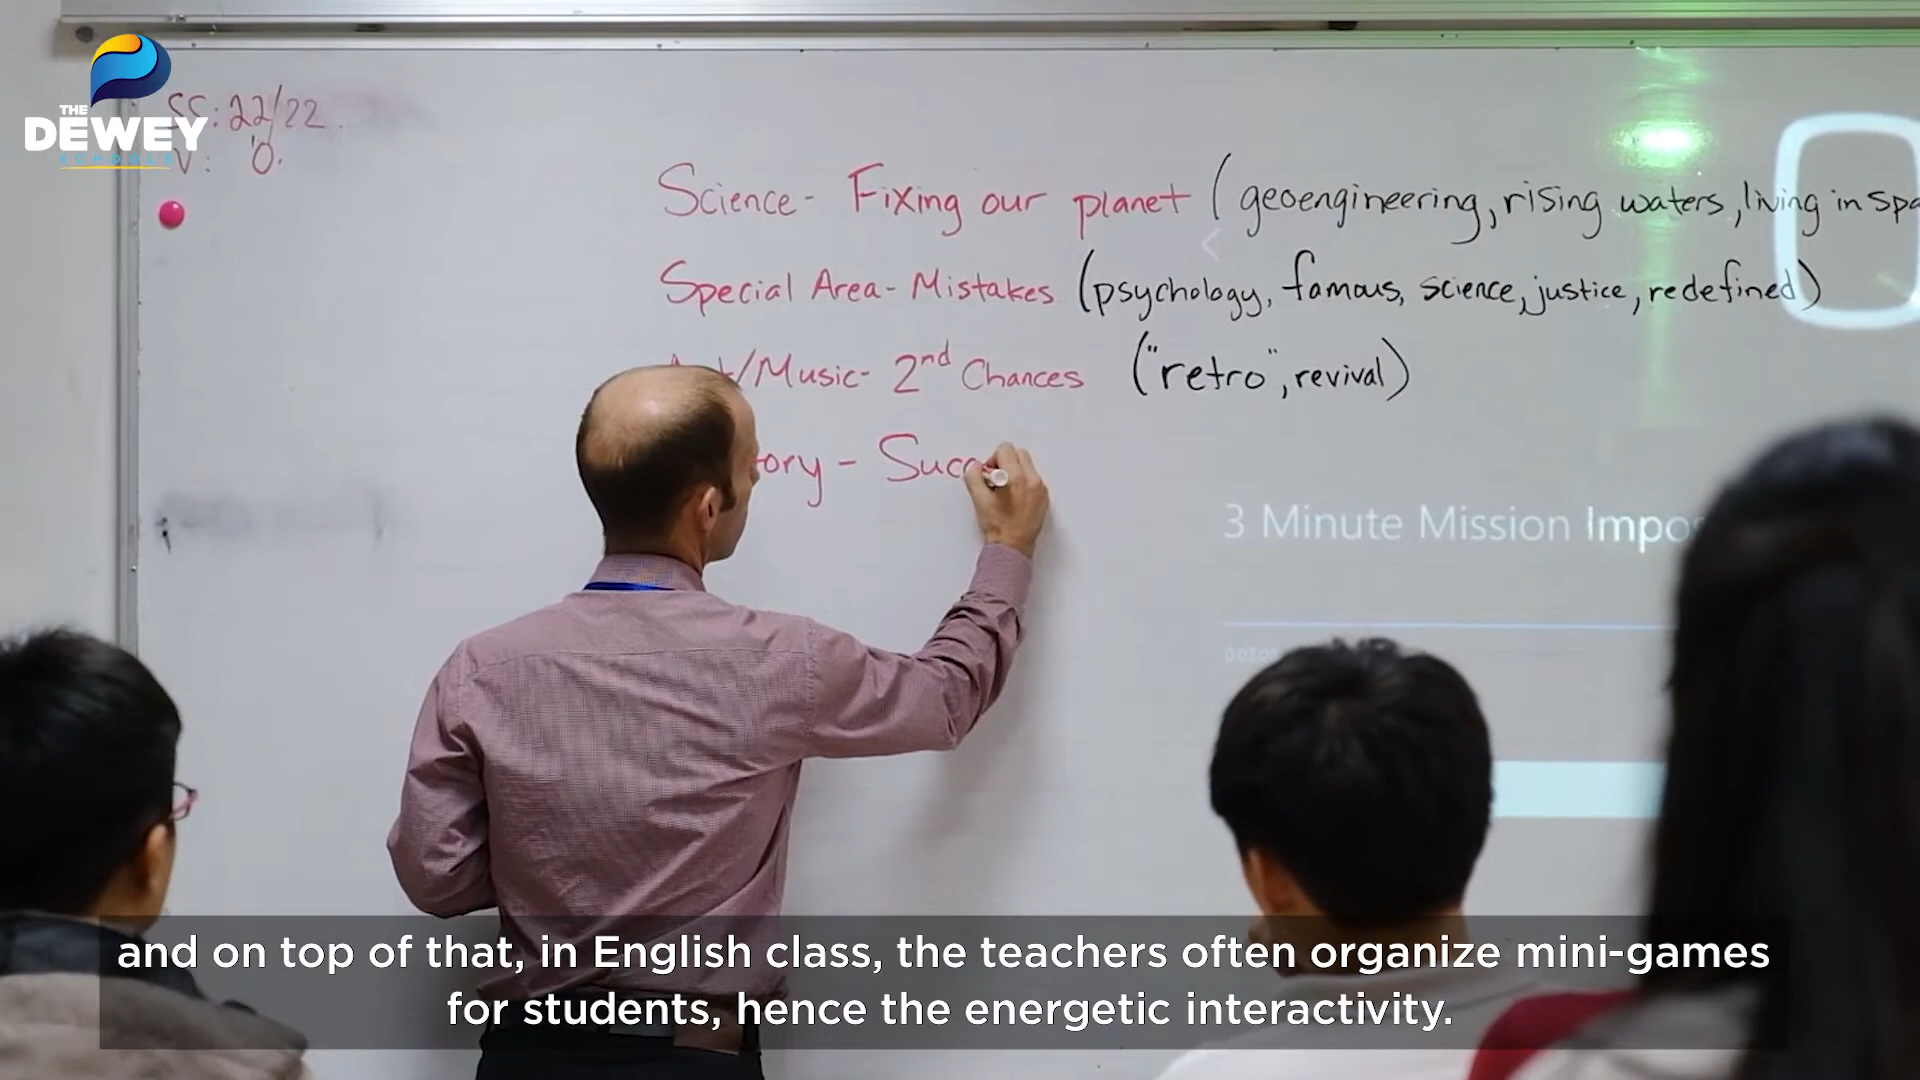 THE
DEWEY
SCHOOLS
SS: 22/22
V: 0.
Science- Fixing our planet (geoengineering, rising waters, living in spa
Special Area- Mistakes (psychology, famous, science, justice, redefined)
/Music- 2nd Chances ("retro", revival)
tory - Succ
3 Minute Mission Impos
and on top of that, in English class, the teachers often organize mini-games
for students, hence the energetic interactivity.